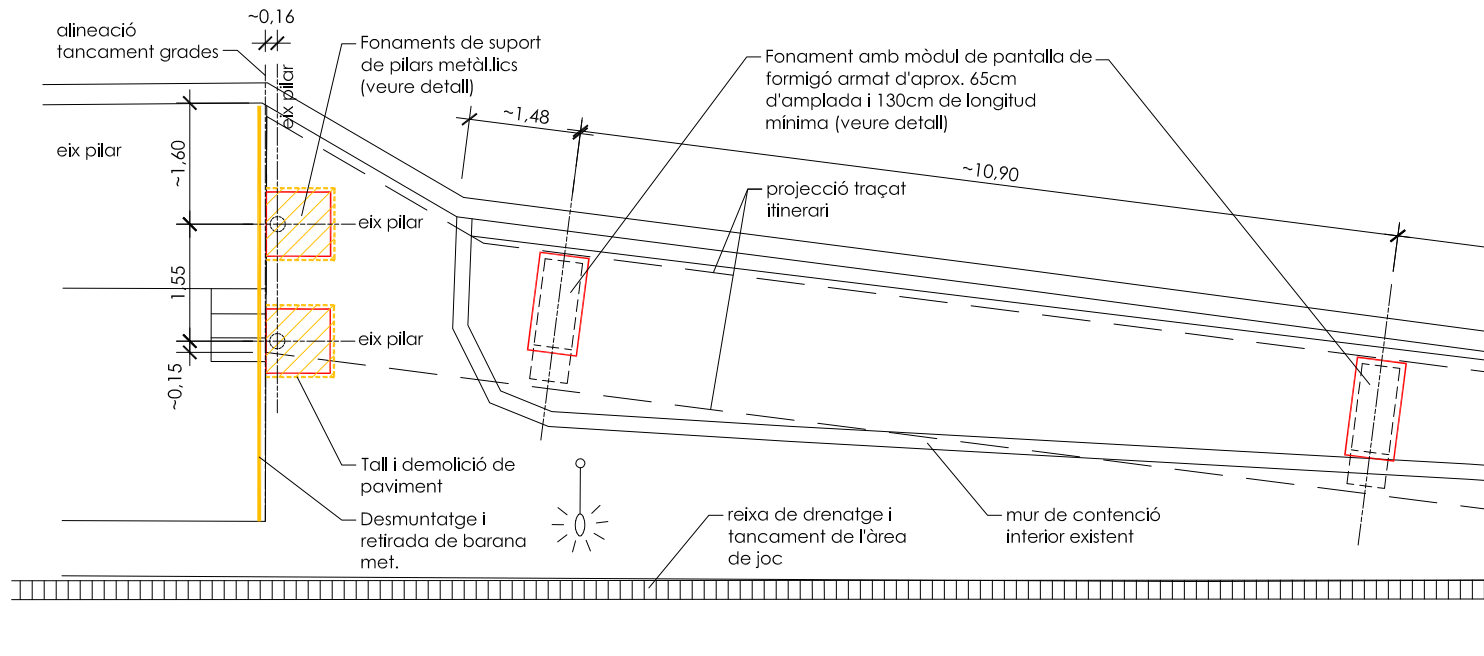 ~0,16
alineació
tancament grades
Fonaments de suport
de pilars metàl.lics
(veure detall)
eix pilar
Fonament amb mòdul de pantalla de
formigó armat d'aprox. 65cm
d'amplada i 130cm de longitud
mínima (veure detall)
~1,48
~10,90
eix pilar
~1,60
projecció traçat
itinerari
eix pilar
1,55
eix pilar
~0,15
Tall i demolició de
paviment
Desmuntatge i
retirada de barana
met.
reixa de drenatge i
tancament de l'àrea
de joc
mur de contenció
interior existent